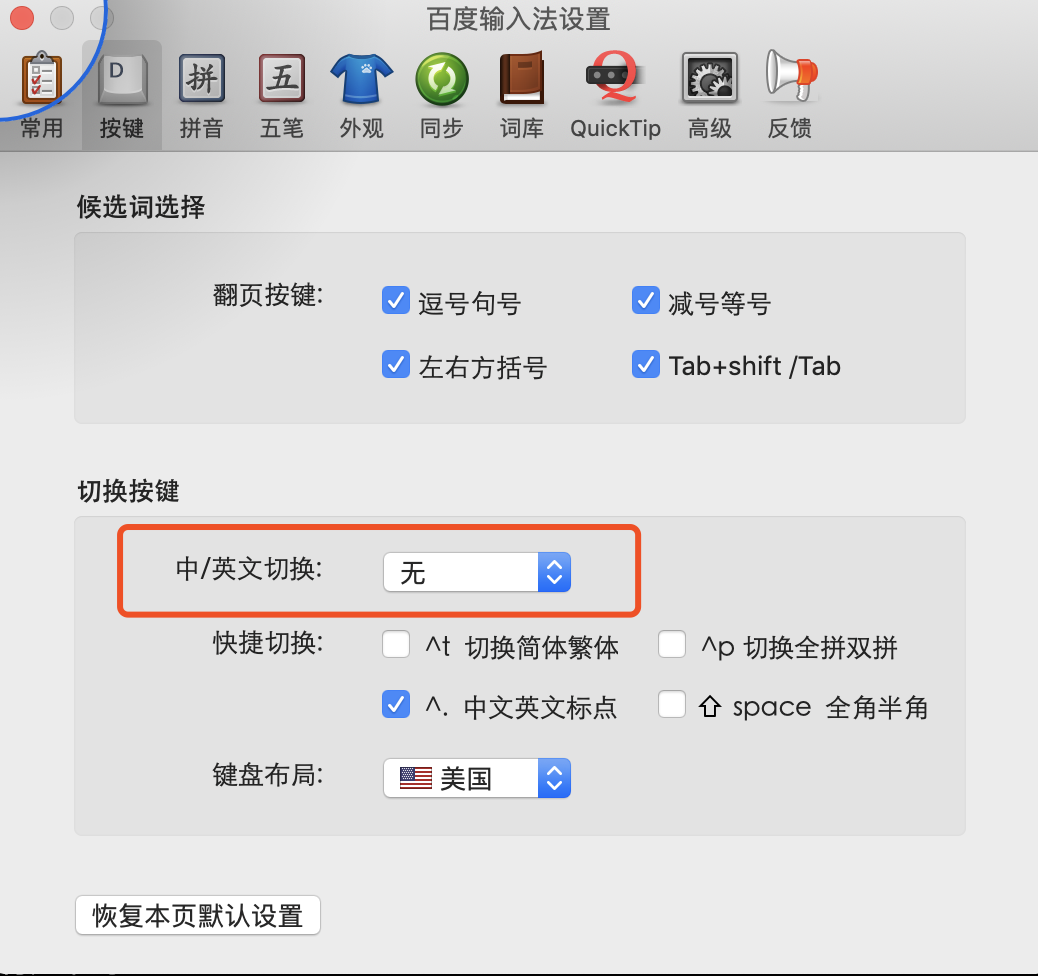 百度输入法设置
D 拼 五
常用 按键 拼音 五笔 外观 同步 词库 QuickTip 高级 反馈
候选词选择
翻页按键: 逗号句号 减号等号
左右方括号 Tab+shift /Tab
切换按键
中/英文切换: 无
快捷切换: ^t 切换简体繁体 ^p 切换全拼双拼
^. 中文英文标点 ⇧ space 全角半角
键盘布局: 美国
恢复本页默认设置